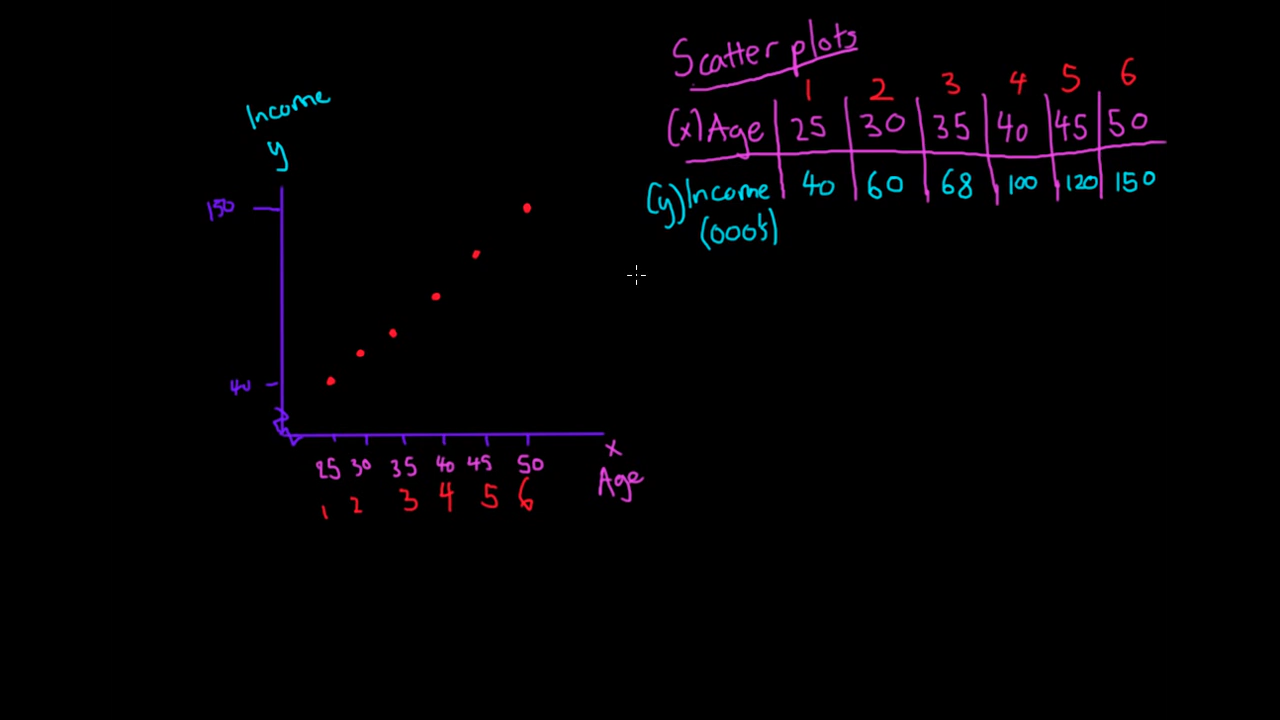 Scatter plots
1 2 3 4 5 6
(x) Age 25 30 35 40 45 50
(y) Income 40 60 68 100 120 150
(000's)
Income
y
150
40
25 30 35 40 45 50
x
Age
1 2 3 4 5 6